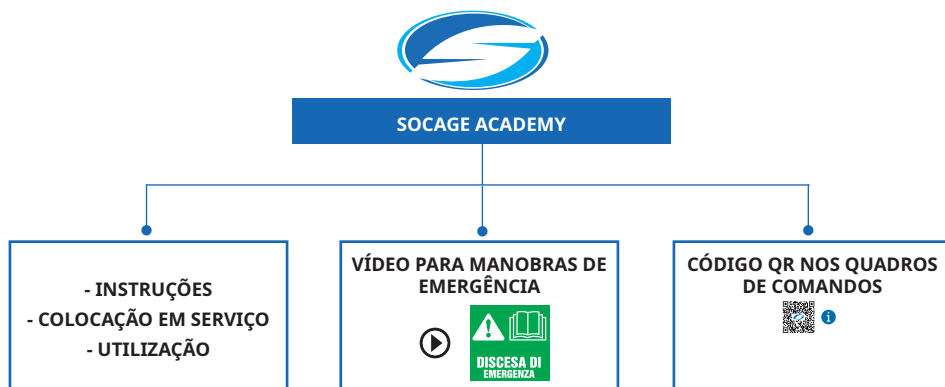 SOCAGE ACADEMY
- INSTRUÇÕES
- COLOCAÇÃO EM SERVIÇO
- UTILIZAÇÃO
VÍDEO PARA MANOBRAS DE
EMERGÊNCIA
DISCESA DI
EMERGENZA
CÓDIGO QR NOS QUADROS
DE COMANDOS
i